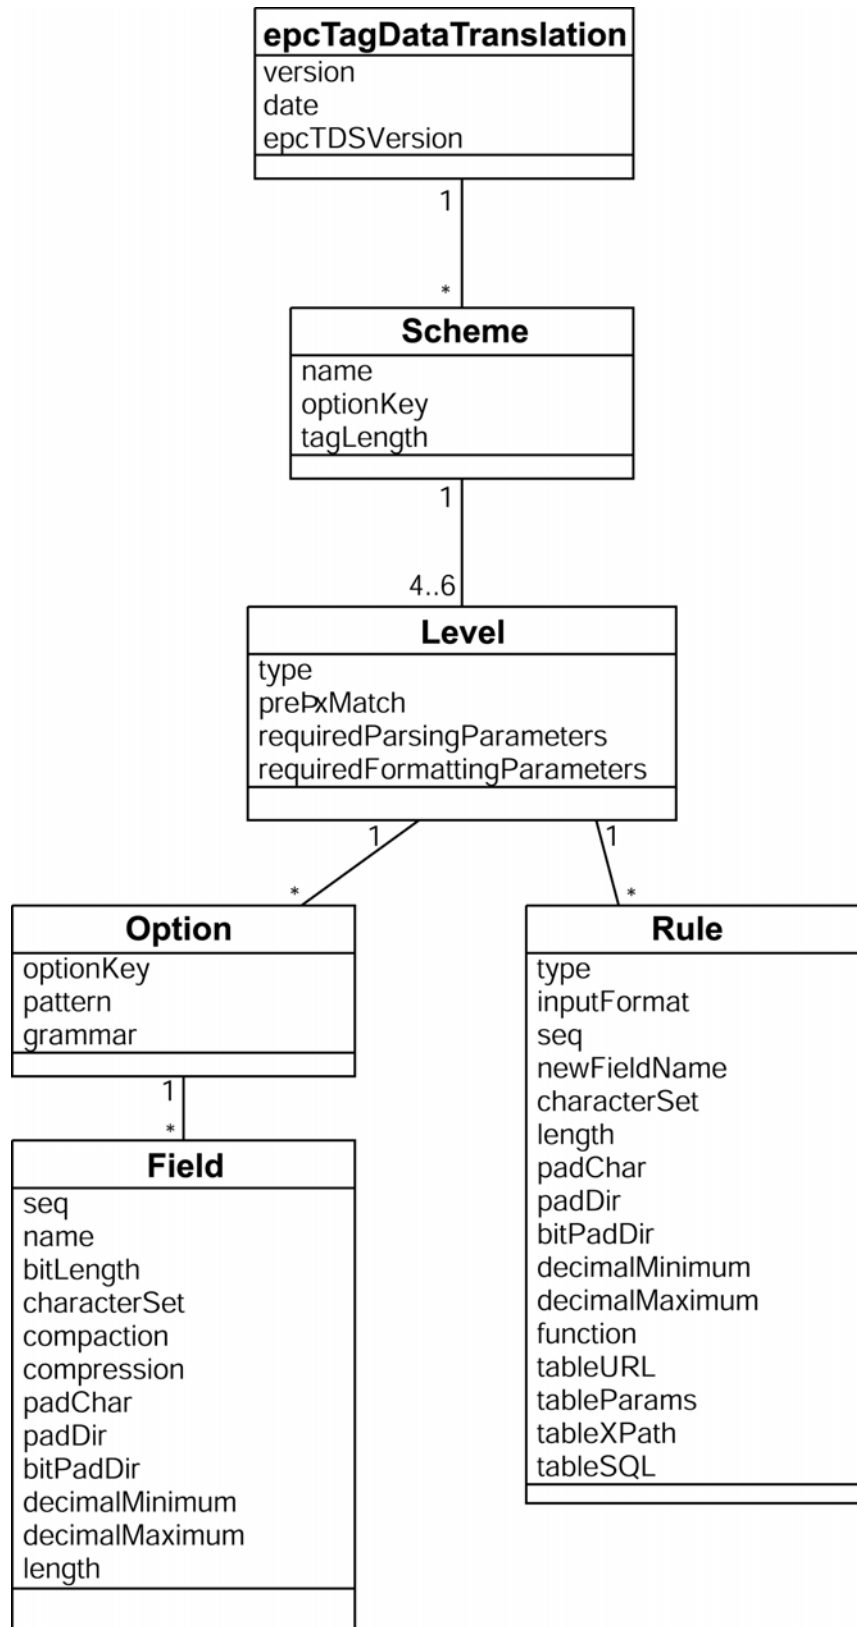 epcTagDataTranslation
version
date
epcTDSVersion
1
*
Scheme
name
optionKey
tagLength
1
4..6
Level
type
preÞxMatch
requiredParsingParameters
requiredFormattingParameters
1
*
1
*
Option
optionKey
pattern
grammar
1
*
Field
seq
name
bitLength
characterSet
compaction
compression
padChar
padDir
bitPadDir
decimalMinimum
decimalMaximum
length
Rule
type
inputFormat
seq
newFieldName
characterSet
length
padChar
padDir
bitPadDir
decimalMinimum
decimalMaximum
function
tableURL
tableParams
tableXPath
tableSQL